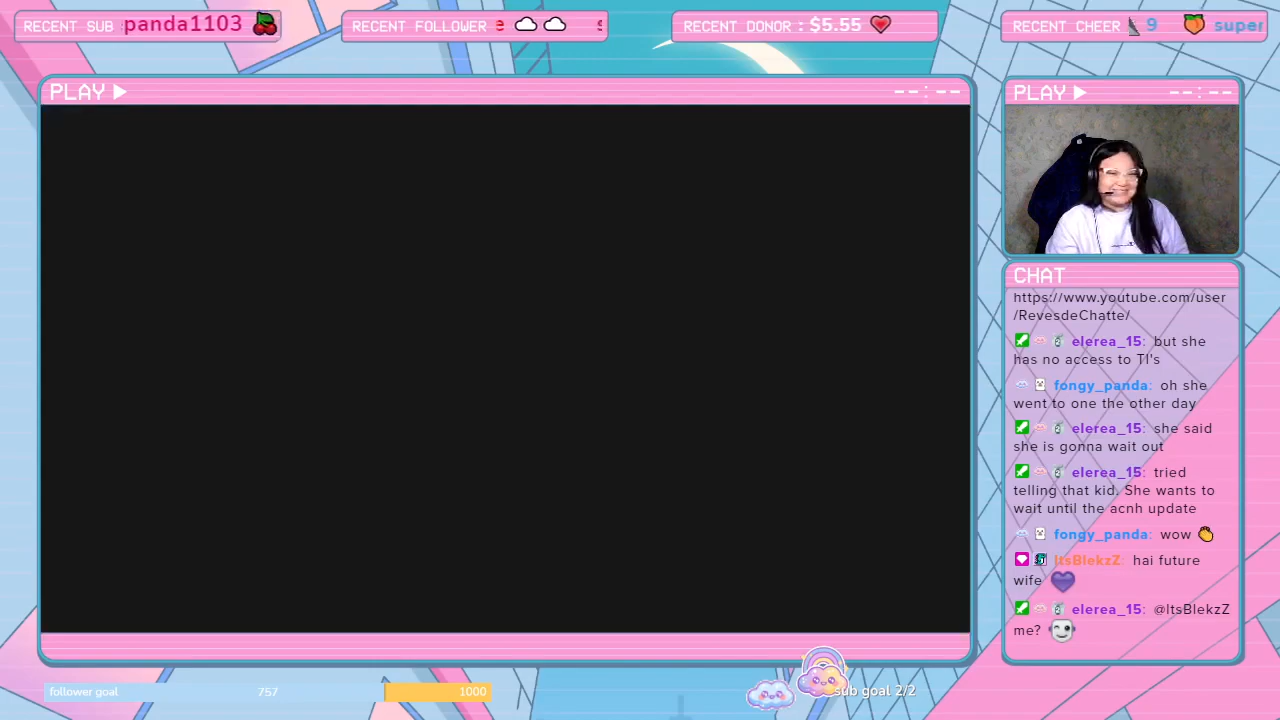 RECENT SUB panda1103
RECENT FOLLOWER e
RECENT DONOR : $5.55
RECENT CHEER 9 super
PLAY --:--
PLAY --:--
CHAT
https://www.youtube.com/user
/RevesdeChatte/
elerea_15: but she
has no access to TI's
fongy_panda: oh she
went to one the other day
elerea_15: she said
she is gonna wait out
elerea_15: tried
telling that kid. She wants to
wait until the acnh update
fongy_panda: wow
ItsBlekzZ: hai future
wife
elerea_15: @ItsBlekzZ
me?
follower goal 757 1000
sub goal 2/2